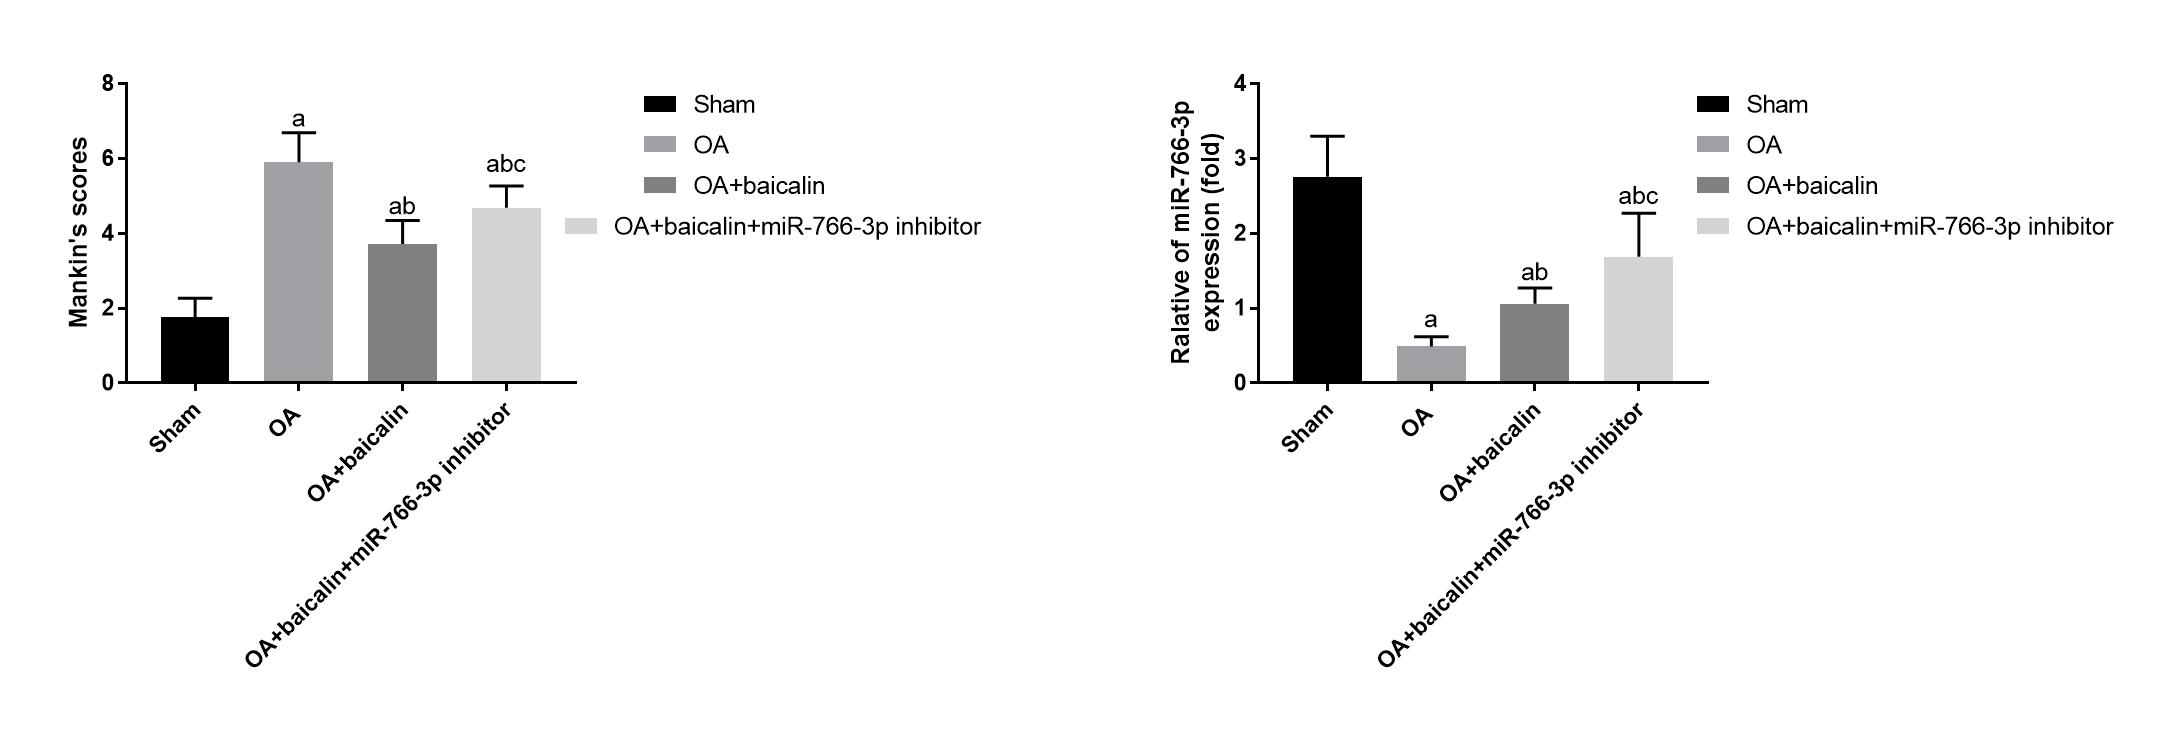 8
6
4
2
0
Mankin's scores
a
ab
abc
Sham
OA
OA+baicalin
OA+baicalin+miR-766-3p inhibitor
Sham
OA
OA+baicalin
OA+baicalin+miR-766-3p inhibitor
4
3
2
1
0
Ralative of miR-766-3p
expression (fold)
a
ab
abc
Sham
OA
OA+baicalin
OA+baicalin+miR-766-3p inhibitor
Sham
OA
OA+baicalin
OA+baicalin+miR-766-3p inhibitor